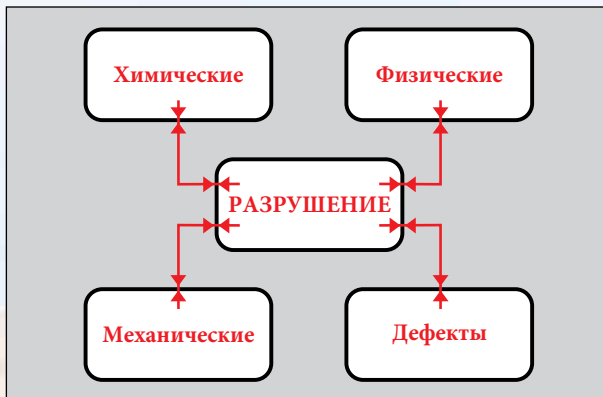 Химические
Физические
РАЗРУШЕНИЕ
Механические
Дефекты